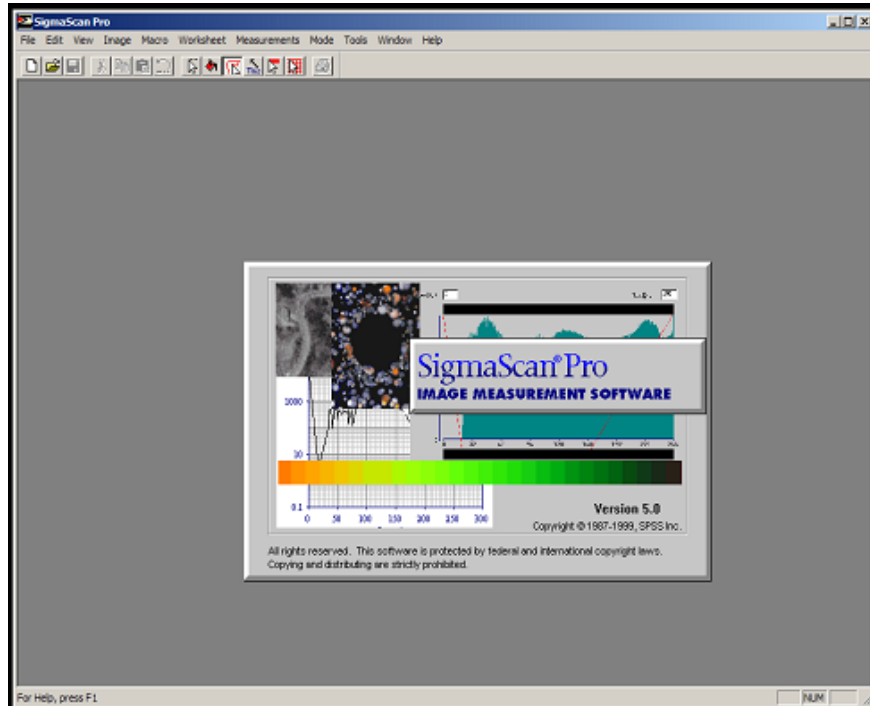 SigmaScan Pro
File Edit View Image Macro Worksheet Measurements Mode Tools Window Help
SigmaScan® Pro
IMAGE MEASUREMENT SOFTWARE
1000
10
0.1
0 50 100 150 200 250 300
Version 5.0
Copyright © 1987-1999, SPSS Inc.
All rights reserved. This software is protected by federal and international copyright laws.
Copying and distributing are strictly prohibited.
For Help, press F1
NUM